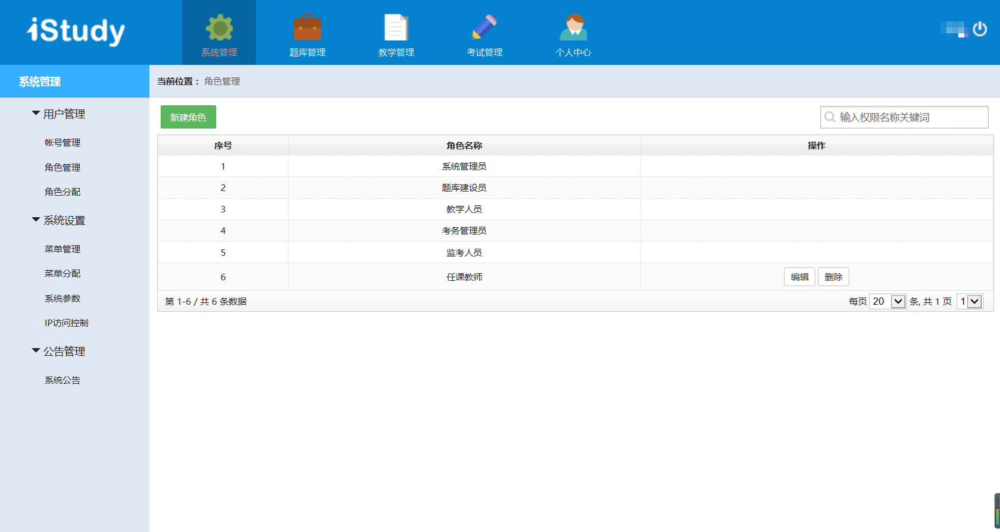 iStudy
系统管理
题库管理
教学管理
考试管理
个人中心
系统管理
用户管理
帐号管理
角色管理
角色分配
系统设置
菜单管理
菜单分配
系统参数
IP访问控制
公告管理
系统公告
当前位置： 角色管理
新建角色
输入权限名称关键词
序号 角色名称 操作
1 系统管理员
2 题库建设员
3 教学人员
4 考务管理员
5 监考人员
6 任课教师 编辑 删除
第 1-6 / 共 6 条数据
每页 20 条, 共 1 页 1